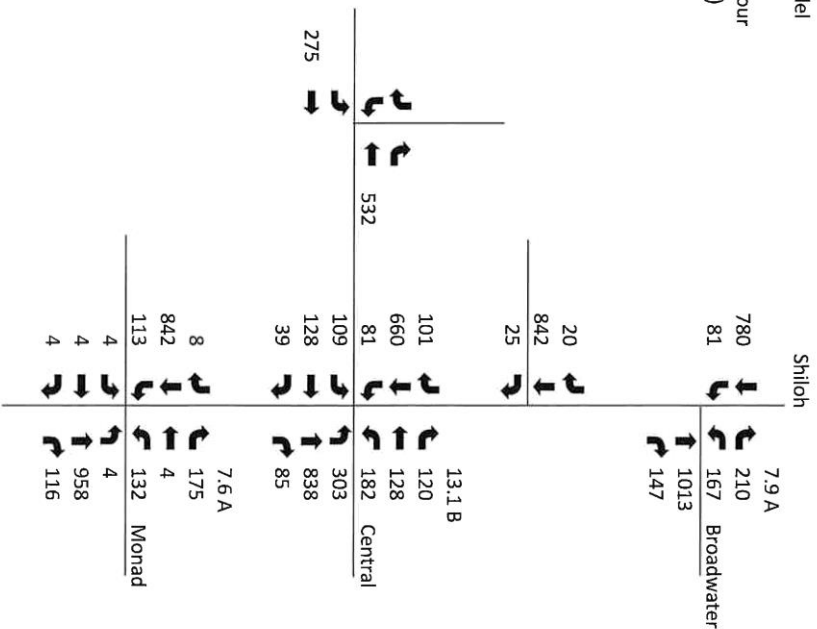 Shiloh
7.9 A
our 780 210
) 81 167 Broadwater
1013
147
20
842
25
13.1 B
101 120
660 128
532 81 182 Central
109 303
275 128 838
39 85
7.6 A
8 175
842 4
113 132 Monad
4 4
4 958
4 116